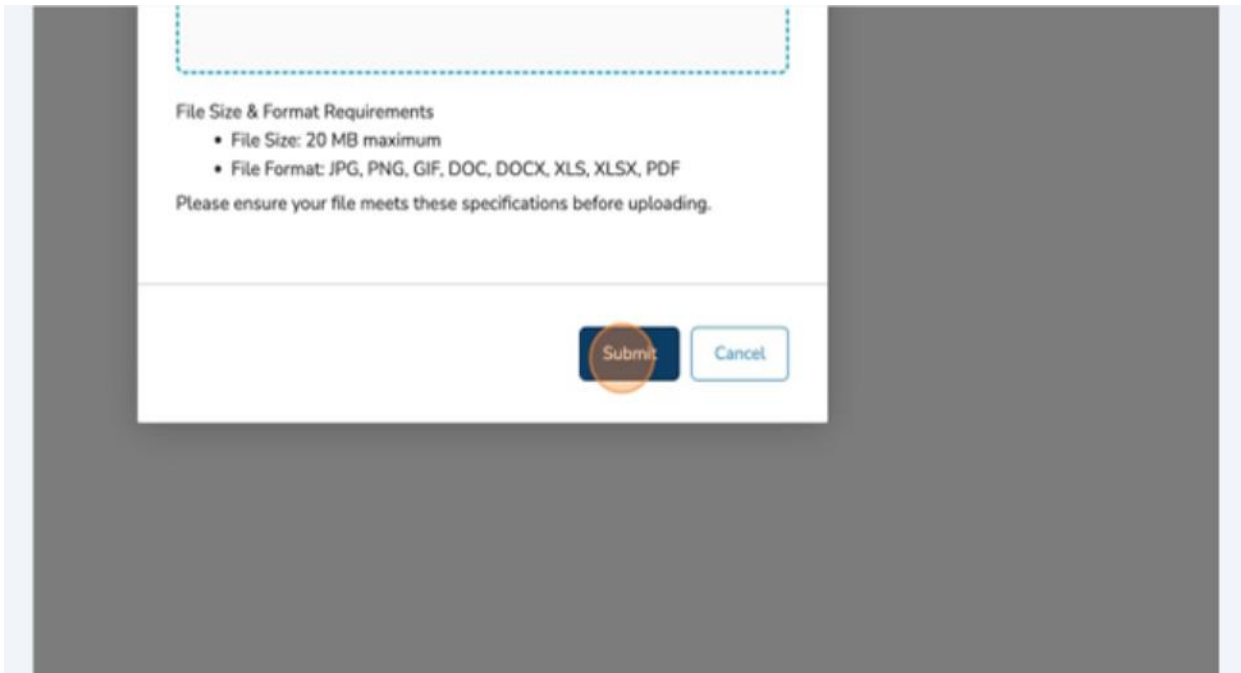 File Size & Format Requirements
• File Size: 20 MB maximum
• File Format: JPG, PNG, GIF, DOC, DOCX, XLS, XLSX, PDF
Please ensure your file meets these specifications before uploading.
Submit
Cancel